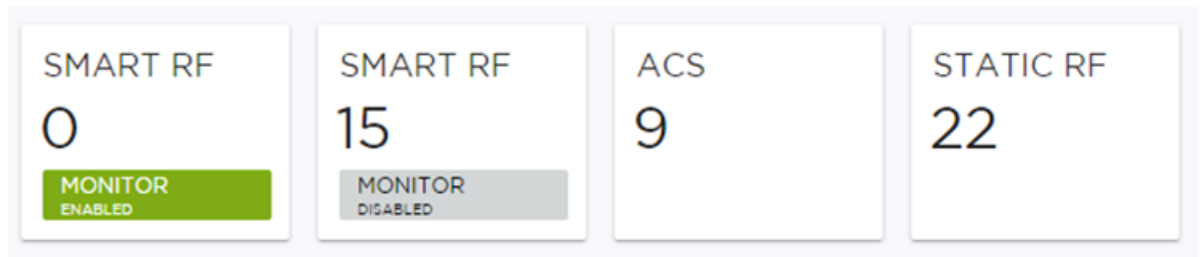 SMART RF
0
MONITOR
ENABLED
SMART RF
15
MONITOR
DISABLED
ACS
9
STATIC RF
22